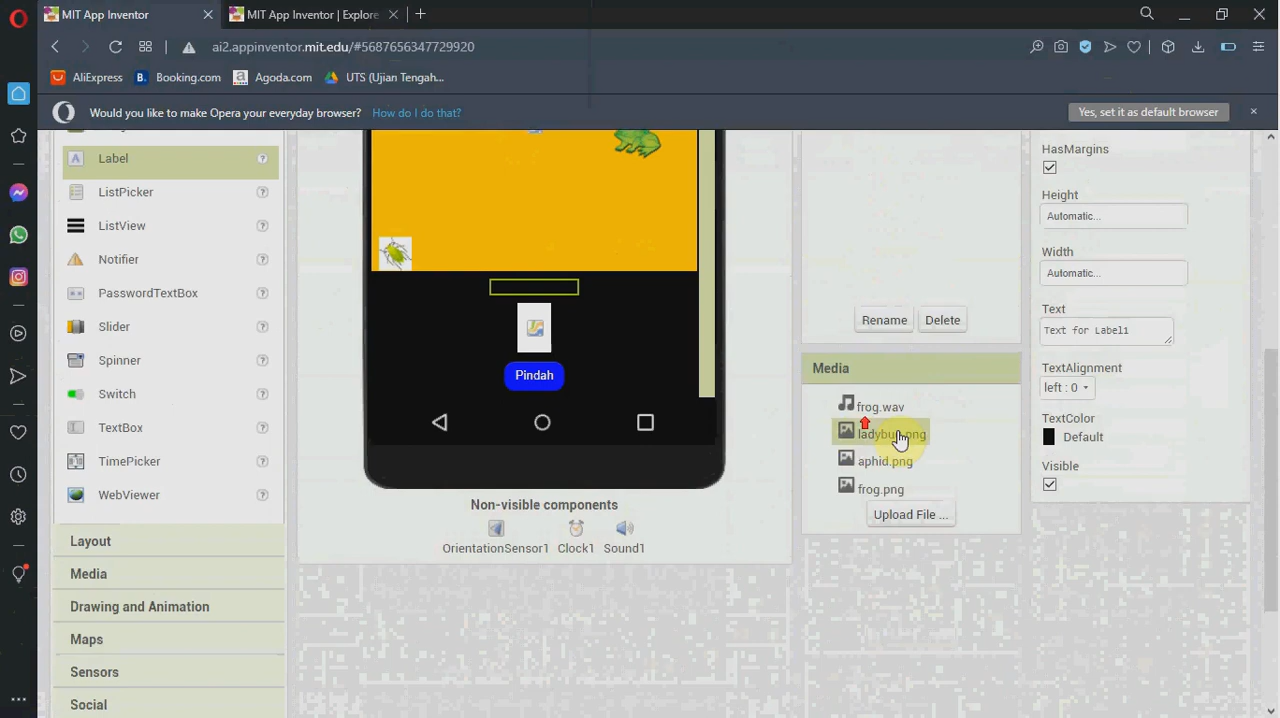 MIT App Inventor
MIT App Inventor | Explore
ai2.appinventor.mit.edu/#5687656347729920
AliExpress
B. Booking.com
a Agoda.com
UTS (Ujian Tengah...
Would you like to make Opera your everyday browser? How do I do that?
Yes, set it as default browser
Label
ListPicker
ListView
Notifier
PasswordTextBox
Slider
Spinner
Switch
TextBox
TimePicker
WebViewer
Layout
Media
Drawing and Animation
Maps
Sensors
Social
Pindah
Non-visible components
OrientationSensor1 Clock1 Sound1
Rename
Delete
Media
frog.wav
aphid.png
frog.png
Upload File ...
HasMargins
Height
Automatic...
Width
Automatic...
Text
Text for Label1
TextAlignment
left : 0
TextColor
Default
Visible